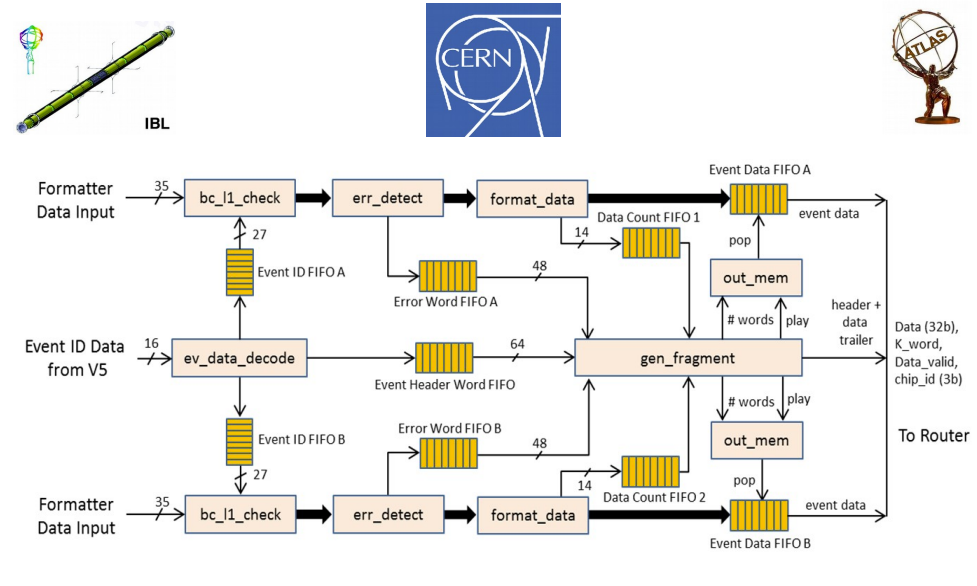 IBL
CERN
ATLAS
Formatter
Data Input
35
bc_l1_check
err_detect
format_data
Event Data FIFO A
event data
27
Event ID FIFO A
14
Data Count FIFO 1
pop
out_mem
48
Error Word FIFO A
# words
play
header +
data
trailer
Event ID Data
from V5
16
ev_data_decode
Event Header Word FIFO
64
gen_fragment
Data (32b),
K_word,
Data_valid,
chip_id (3b)
Event ID FIFO B
Error Word FIFO B
48
# words
play
out_mem
To Router
27
14
Data Count FIFO 2
pop
Formatter
Data Input
35
bc_l1_check
err_detect
format_data
event data
Event Data FIFO B